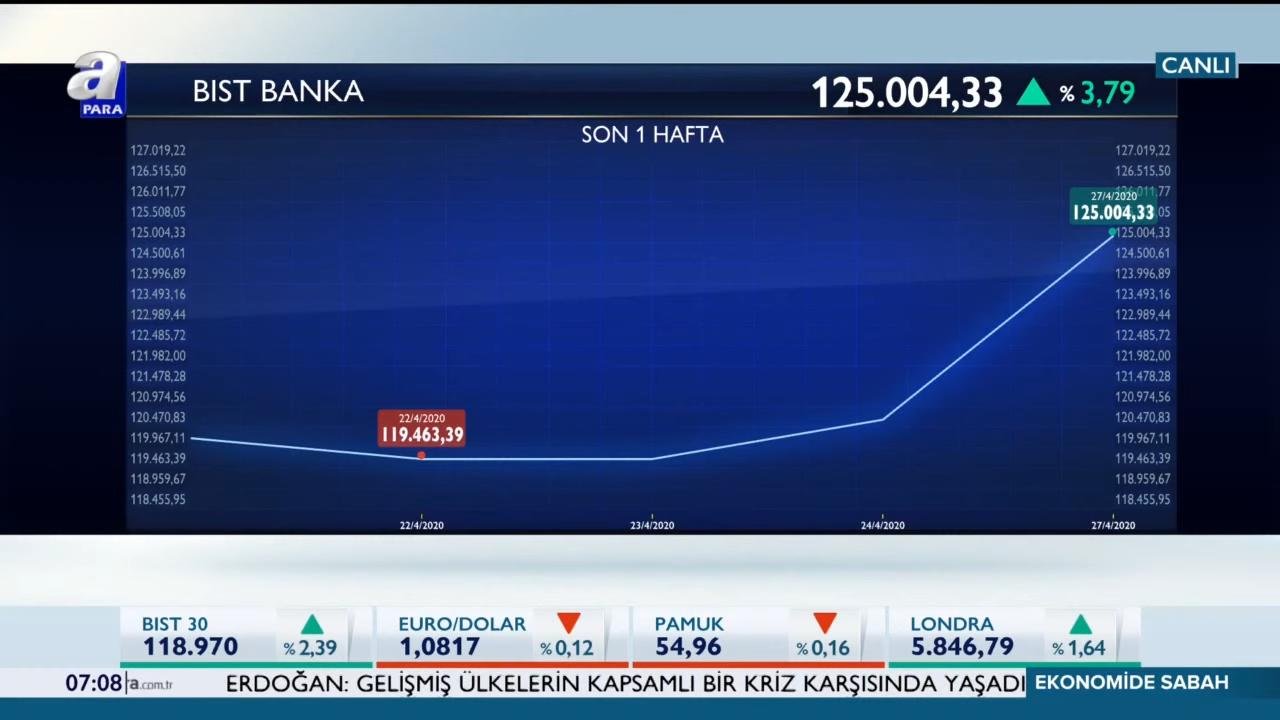 CANLI
a
PARA
BIST BANKA
125.004,33 % 3,79
SON 1 HAFTA
127.019,22 127.019,22
126.515,50 126.515,50
126.011,77 126.011,77
27/4/2020
125.508,05 125.004,33 05
125.004,33 125.004,33
124.500,61 124.500,61
123.996,89 123.996,89
123.493,16 123.493,16
122.989,44 122.989,44
122.485,72 122.485,72
121.982,00 121.982,00
121.478,28 121.478,28
120.974,56 120.974,56
120.470,83 22/4/2020 120.470,83
119.967,11 119.463,39 119.967,11
119.463,39 119.463,39
118.959,67 118.959,67
118.455,95 118.455,95
22/4/2020 23/4/2020 24/4/2020 27/4/2020
BIST 30
118.970 % 2,39
EURO/DOLAR
1,0817 % 0,12
PAMUK
54,96 % 0,16
LONDRA
5.846,79 % 1,64
07:08 ra.com.tr ERDOĞAN: GELİŞMİŞ ÜLKELERİN KAPSAMLI BİR KRİZ KARŞISINDA YAŞADI EKONOMİDE SABAH